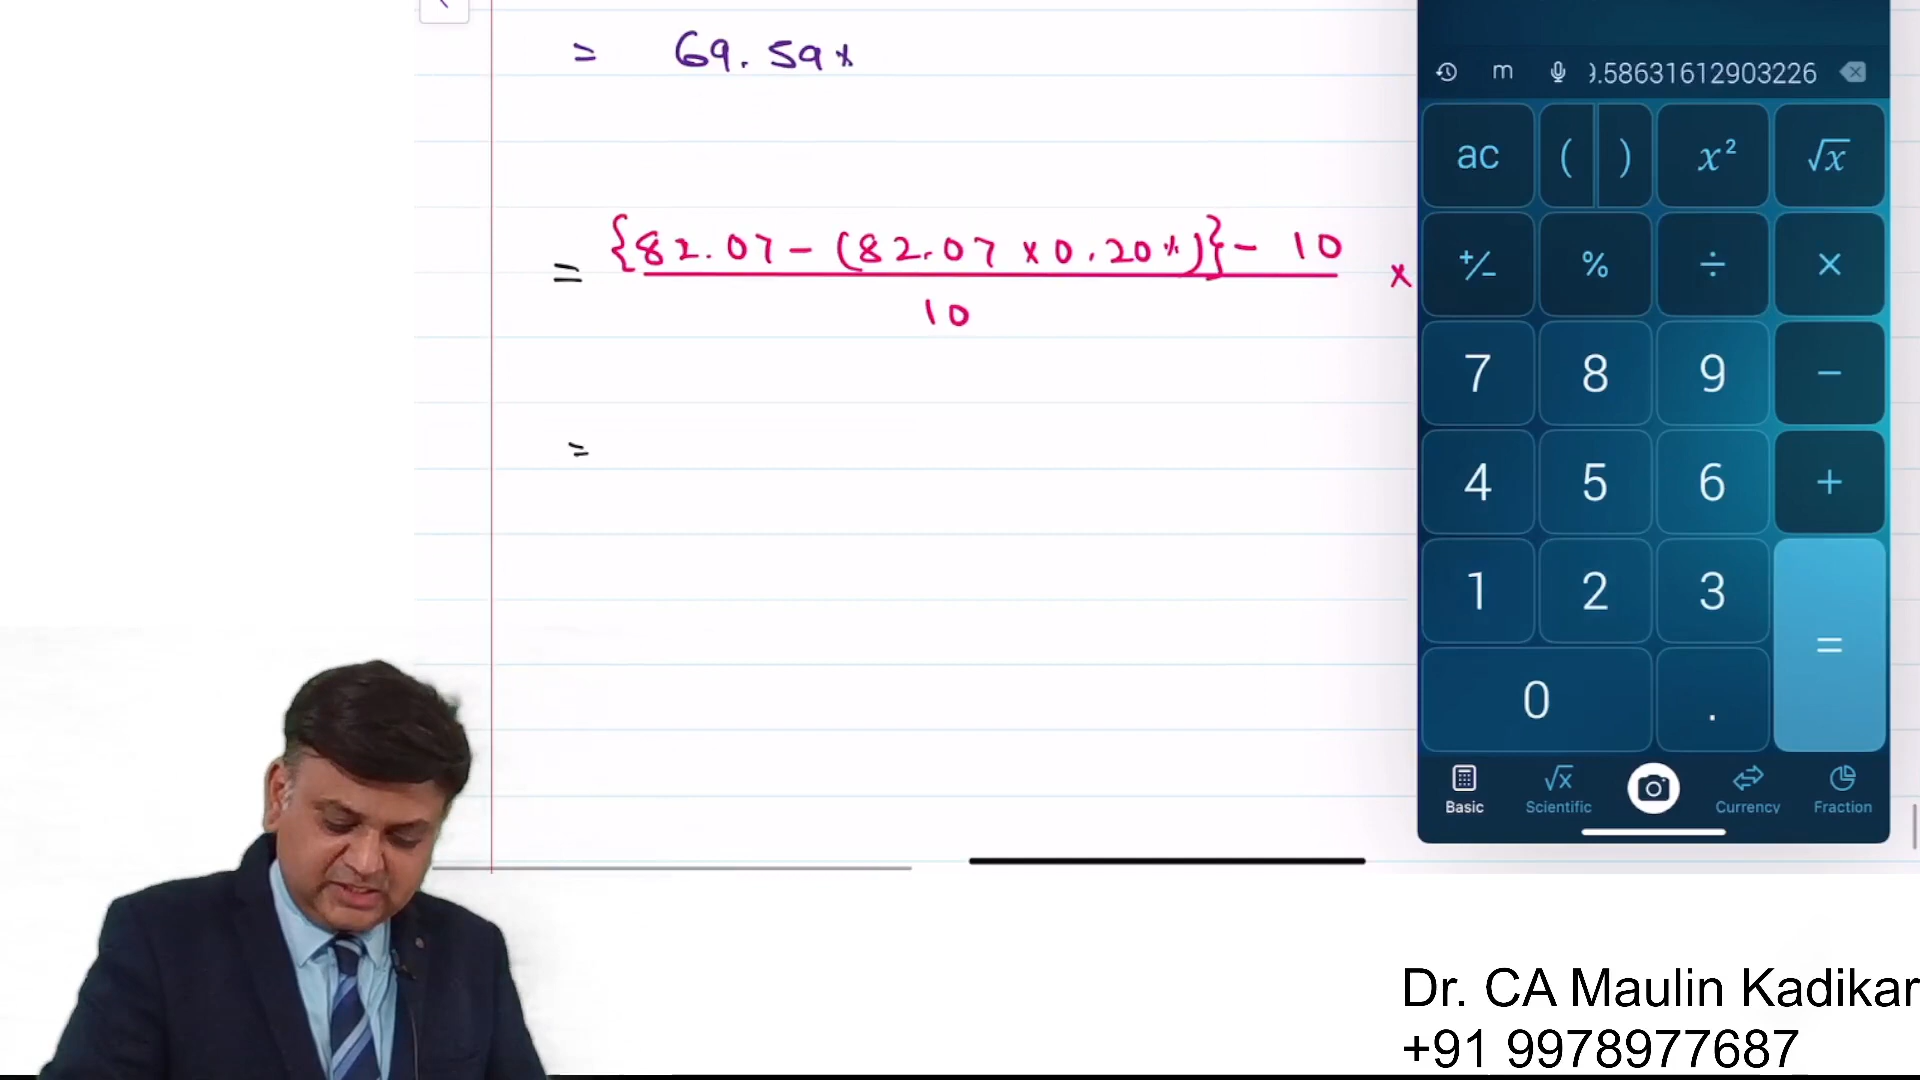 = 69.59%
m .58631612903226
ac ( ) x² √x
= {82.07 - (82.07 x 0.20%)} - 10 x
10
+/- % ÷ ×
7 8 9 −
=
4 5 6 +
1 2 3
=
0 .
Basic Scientific Currency Fraction
Dr. CA Maulin Kadikar
+91 9978977687